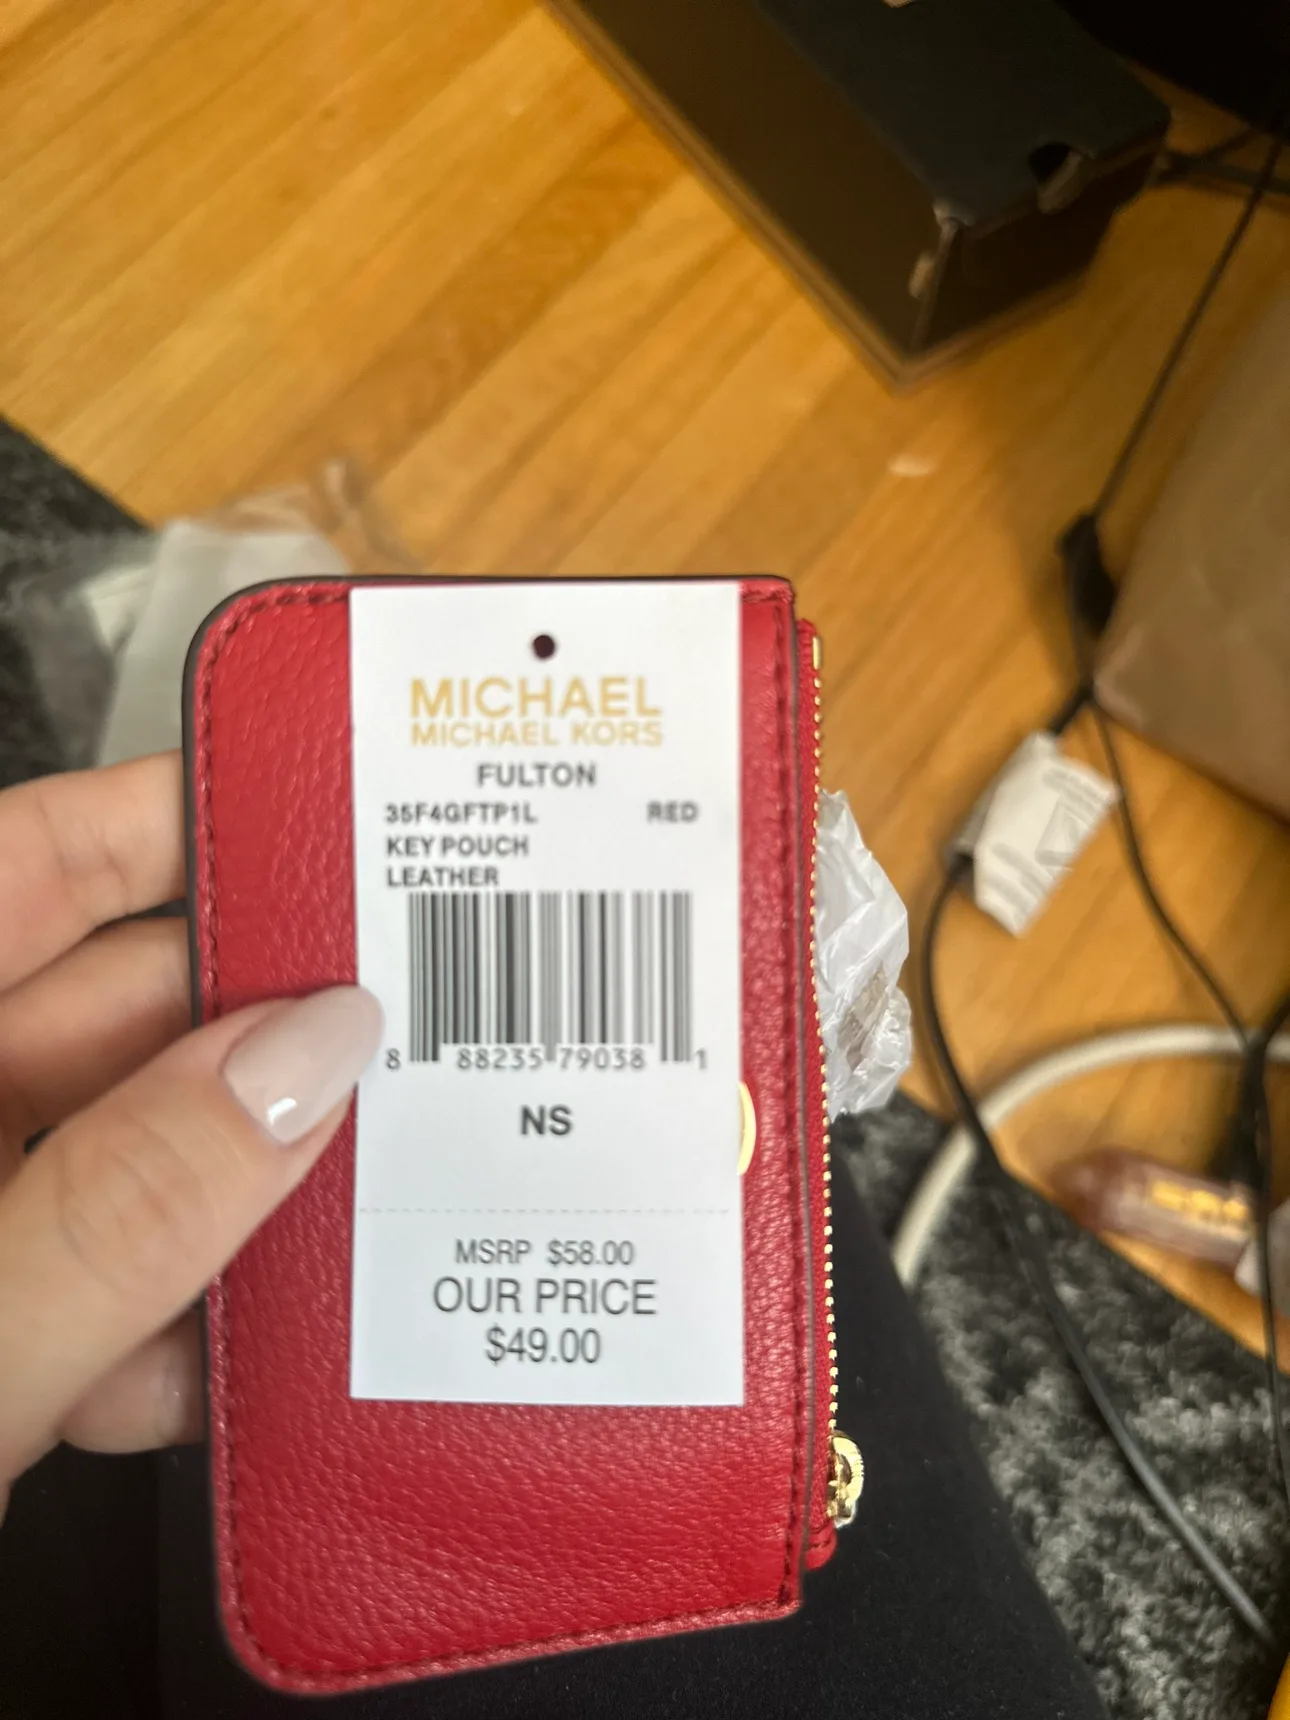 MICHAEL
MICHAEL KORS
FULTON
35F4GFTP1L RED
KEY POUCH
LEATHER
8 88235 79038 1
NS
MSRP $58.00
OUR PRICE
$49.00